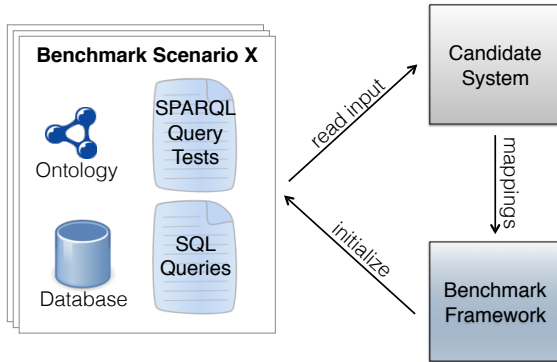 Benchmark Scenario X
SPARQL
Query
Tests
Ontology
SQL
Queries
Database
read input
initialize
Candidate
System
mappings
Benchmark
Framework